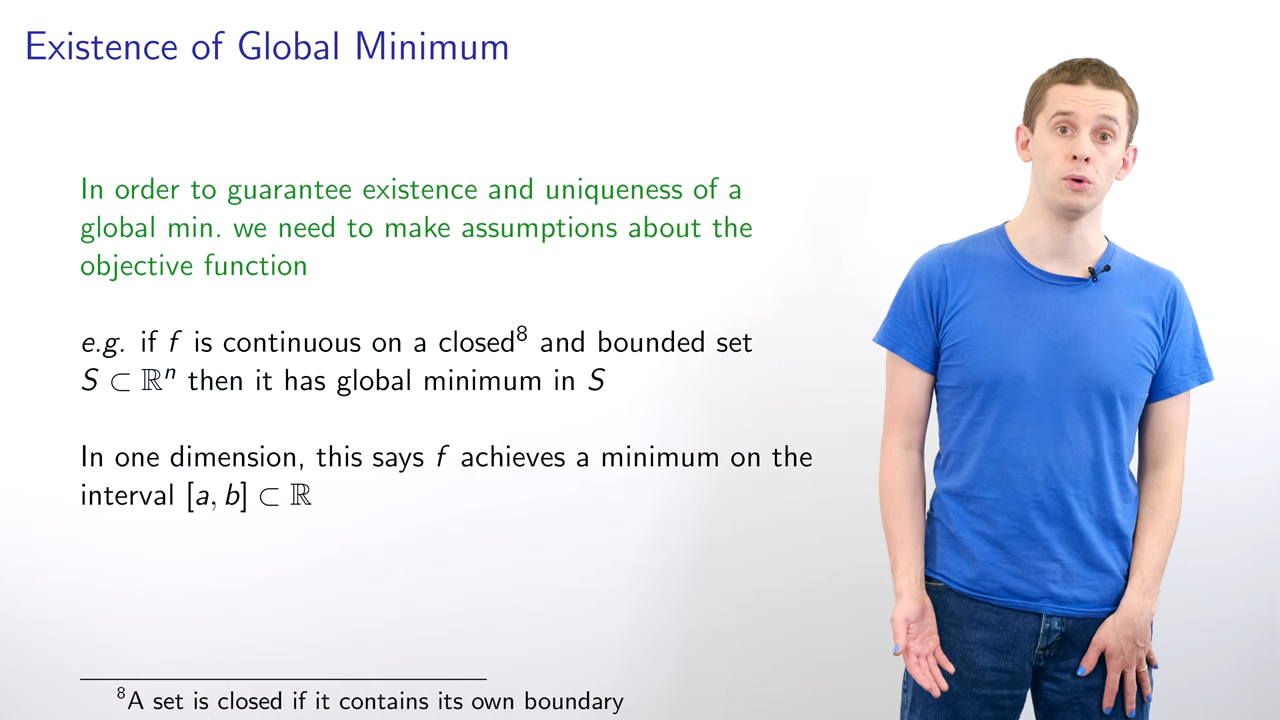 Existence of Global Minimum
In order to guarantee existence and uniqueness of a
global min. we need to make assumptions about the
objective function
e.g. if f is continuous on a closed⁸ and bounded set
S ⊂ ℝⁿ then it has global minimum in S
In one dimension, this says f achieves a minimum on the
interval [a, b] ⊂ ℝ
⁸A set is closed if it contains its own boundary